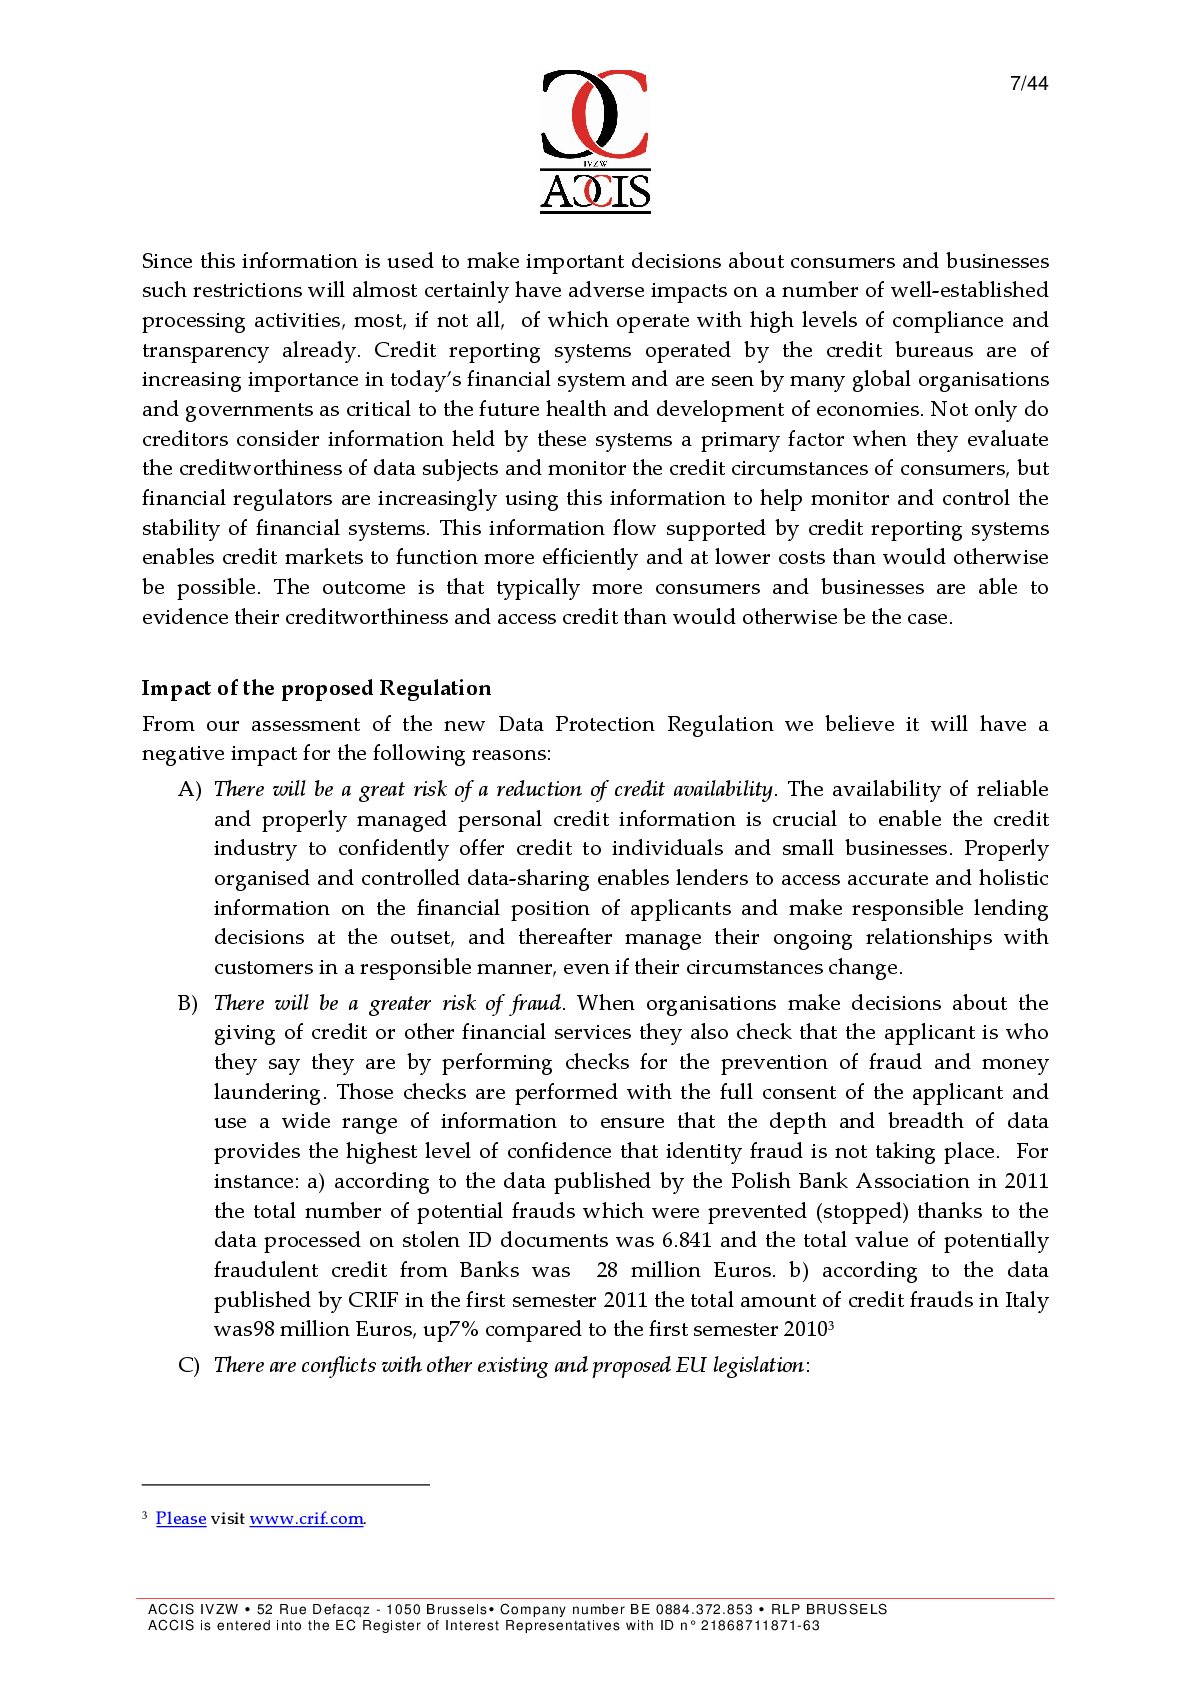 7/44
IVZW
ACCIS
Since this information is used to make important decisions about consumers and businesses
such restrictions will almost certainly have adverse impacts on a number of well-established
processing activities, most, if not all,  of which operate with high levels of compliance and
transparency already. Credit reporting systems operated by the credit bureaus are of
increasing importance in today’s financial system and are seen by many global organisations
and governments as critical to the future health and development of economies. Not only do
creditors consider information held by these systems a primary factor when they evaluate
the creditworthiness of data subjects and monitor the credit circumstances of consumers, but
financial regulators are increasingly using this information to help monitor and control the
stability of financial systems. This information flow supported by credit reporting systems
enables credit markets to function more efficiently and at lower costs than would otherwise
be possible. The outcome is that typically more consumers and businesses are able to
evidence their creditworthiness and access credit than would otherwise be the case.
Impact of the proposed Regulation
From our assessment of the new Data Protection Regulation we believe it will have a
negative impact for the following reasons:
A) There will be a great risk of a reduction of credit availability. The availability of reliable
and properly managed personal credit information is crucial to enable the credit
industry to confidently offer credit to individuals and small businesses. Properly
organised and controlled data-sharing enables lenders to access accurate and holistic
information on the financial position of applicants and make responsible lending
decisions at the outset, and thereafter manage their ongoing relationships with
customers in a responsible manner, even if their circumstances change.
B) There will be a greater risk of fraud. When organisations make decisions about the
giving of credit or other financial services they also check that the applicant is who
they say they are by performing checks for the prevention of fraud and money
laundering. Those checks are performed with the full consent of the applicant and
use a wide range of information to ensure that the depth and breadth of data
provides the highest level of confidence that identity fraud is not taking place.  For
instance: a) according to the data published by the Polish Bank Association in 2011
the total number of potential frauds which were prevented (stopped) thanks to the
data processed on stolen ID documents was 6.841 and the total value of potentially
fraudulent credit from Banks was  28 million Euros. b) according to the data
published by CRIF in the first semester 2011 the total amount of credit frauds in Italy
was98 million Euros, up7% compared to the first semester 2010³
C) There are conflicts with other existing and proposed EU legislation:
³ Please visit www.crif.com.
ACCIS IVZW • 52 Rue Defacqz - 1050 Brussels• Company number BE 0884.372.853 • RLP BRUSSELS
ACCIS is entered into the EC Register of Interest Representatives with ID n° 21868711871-63